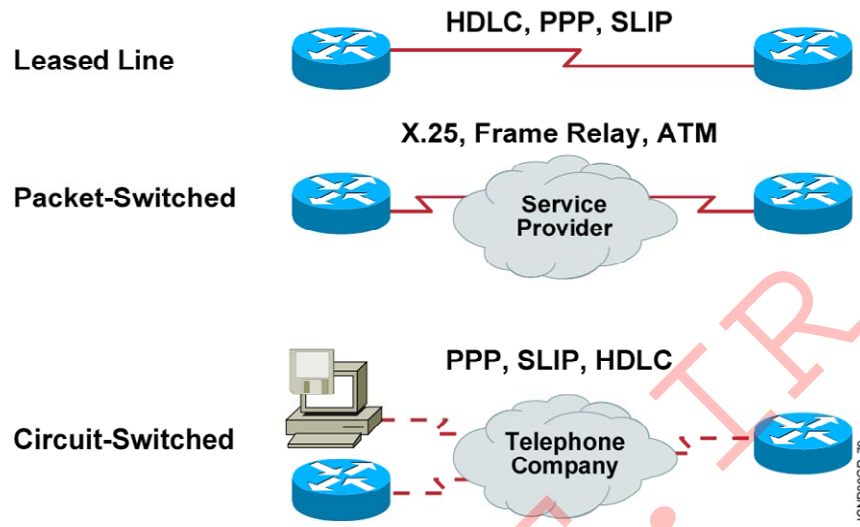 HDLC, PPP, SLIP
Leased Line
X.25, Frame Relay, ATM
Packet-Switched
Service
Provider
PPP, SLIP, HDLC
Circuit-Switched
Telephone
Company
.IR